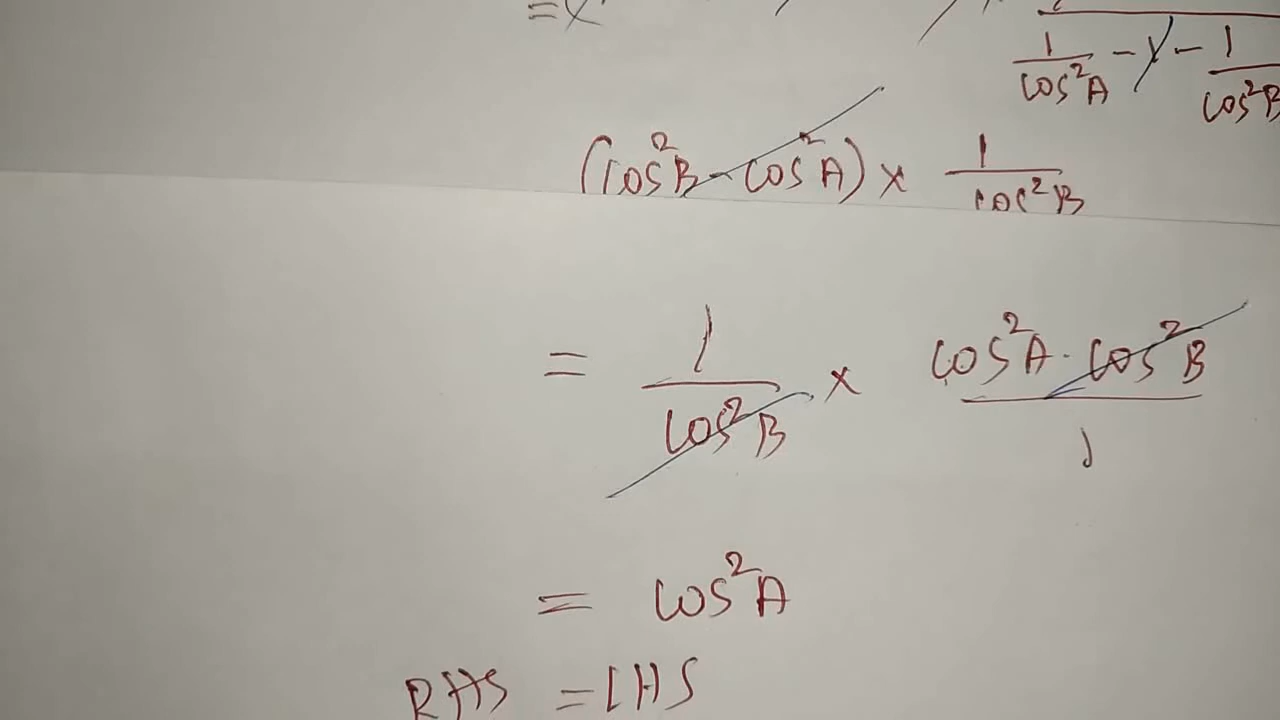 1/cos²A - 1 - 1/cos²B
(cos²B - cos²A) × 1/cos²B
= 1/cos²B × cos²A · cos²B/1
= cos²A
RHS = LHS